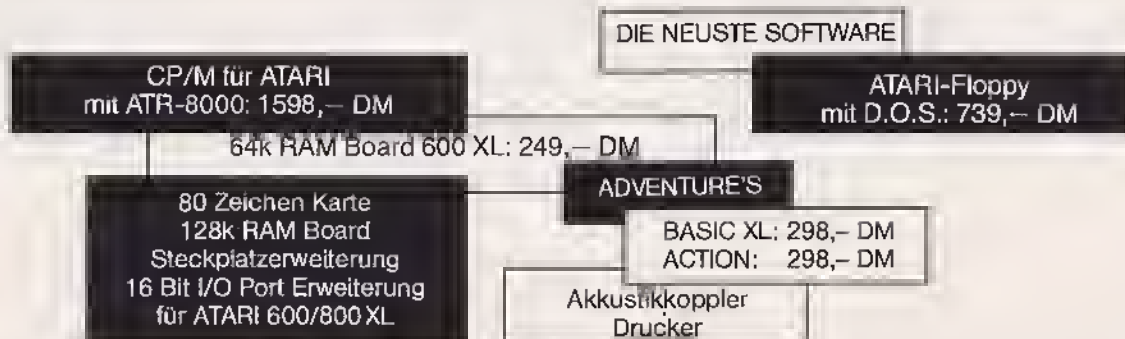 DIE NEUSTE SOFTWARE
CP/M für ATARI
mit ATR-8000: 1598,– DM
ATARI-Floppy
mit D.O.S.: 739,– DM
64k RAM Board 600 XL: 249,– DM
ADVENTURE'S
80 Zeichen Karte
128k RAM Board
Steckplatzerweiterung
16 Bit I/O Port Erweiterung
für ATARI 600/800 XL
BASIC XL: 298,– DM
ACTION: 298,– DM
Akkustikkoppler
Drucker